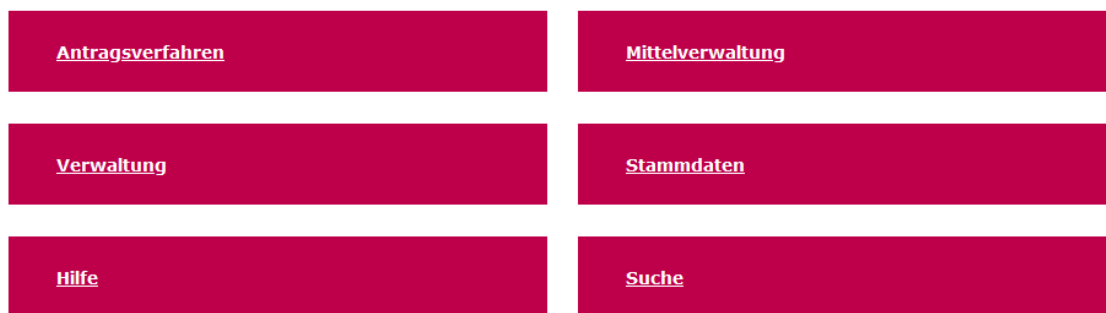 Antragsverfahren
Mittelverwaltung
Verwaltung
Stammdaten
Hilfe
Suche